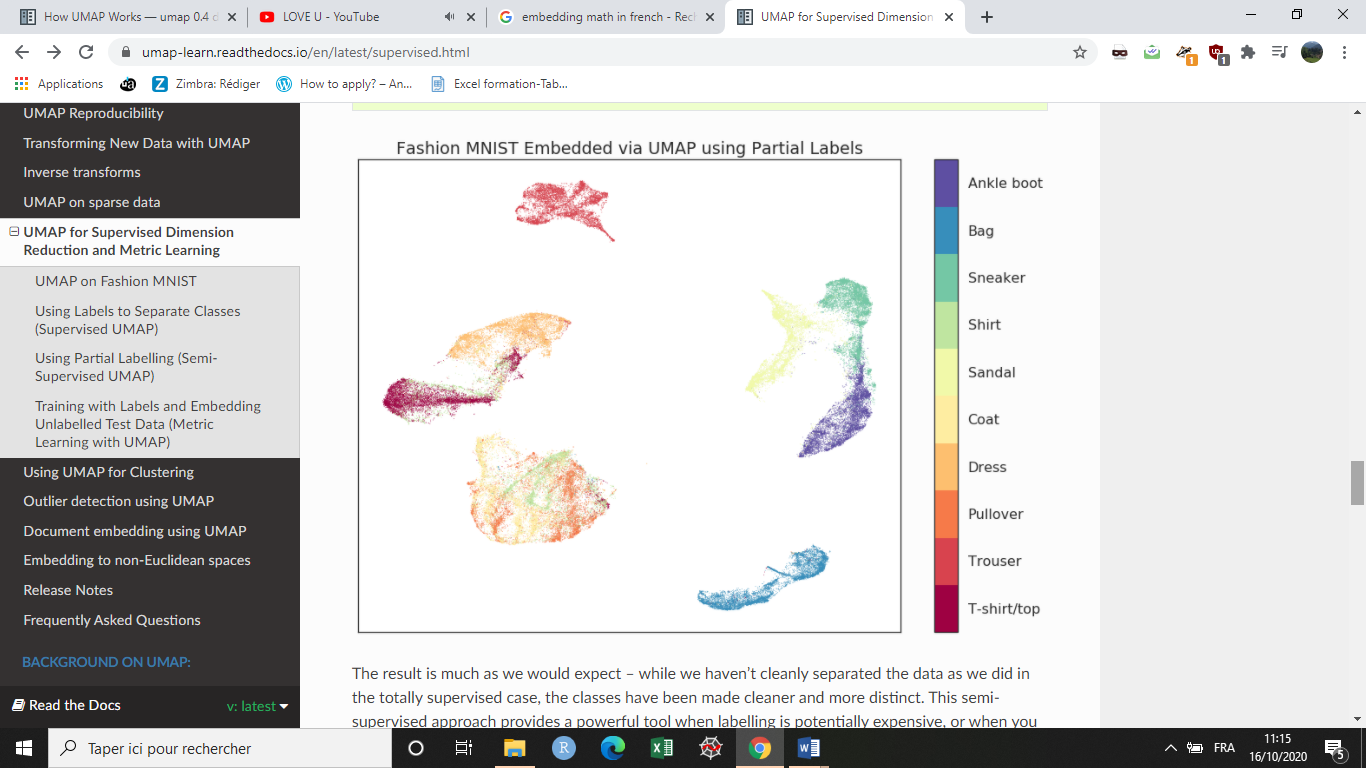 How UMAP Works — umap 0.4 d
LOVE U - YouTube
embedding math in french - Rech
UMAP for Supervised Dimension
umap-learn.readthedocs.io/en/latest/supervised.html
1
1
Applications
Zimbra: Rédiger
How to apply? – An...
Excel formation-Tab...
UMAP Reproducibility
Transforming New Data with UMAP
Inverse transforms
UMAP on sparse data
UMAP for Supervised Dimension
Reduction and Metric Learning
UMAP on Fashion MNIST
Using Labels to Separate Classes
(Supervised UMAP)
Using Partial Labelling (Semi-
Supervised UMAP)
Training with Labels and Embedding
Unlabelled Test Data (Metric
Learning with UMAP)
Using UMAP for Clustering
Outlier detection using UMAP
Document embedding using UMAP
Embedding to non-Euclidean spaces
Release Notes
Frequently Asked Questions
BACKGROUND ON UMAP:
Read the Docs
v: latest
Fashion MNIST Embedded via UMAP using Partial Labels
Ankle boot
Bag
Sneaker
Shirt
Sandal
Coat
Dress
Pullover
Trouser
T-shirt/top
The result is much as we would expect – while we haven't cleanly separated the data as we did in
the totally supervised case, the classes have been made cleaner and more distinct. This semi-
supervised approach provides a powerful tool when labelling is potentially expensive, or when you
Taper ici pour rechercher
FRA
11:15
16/10/2020
5